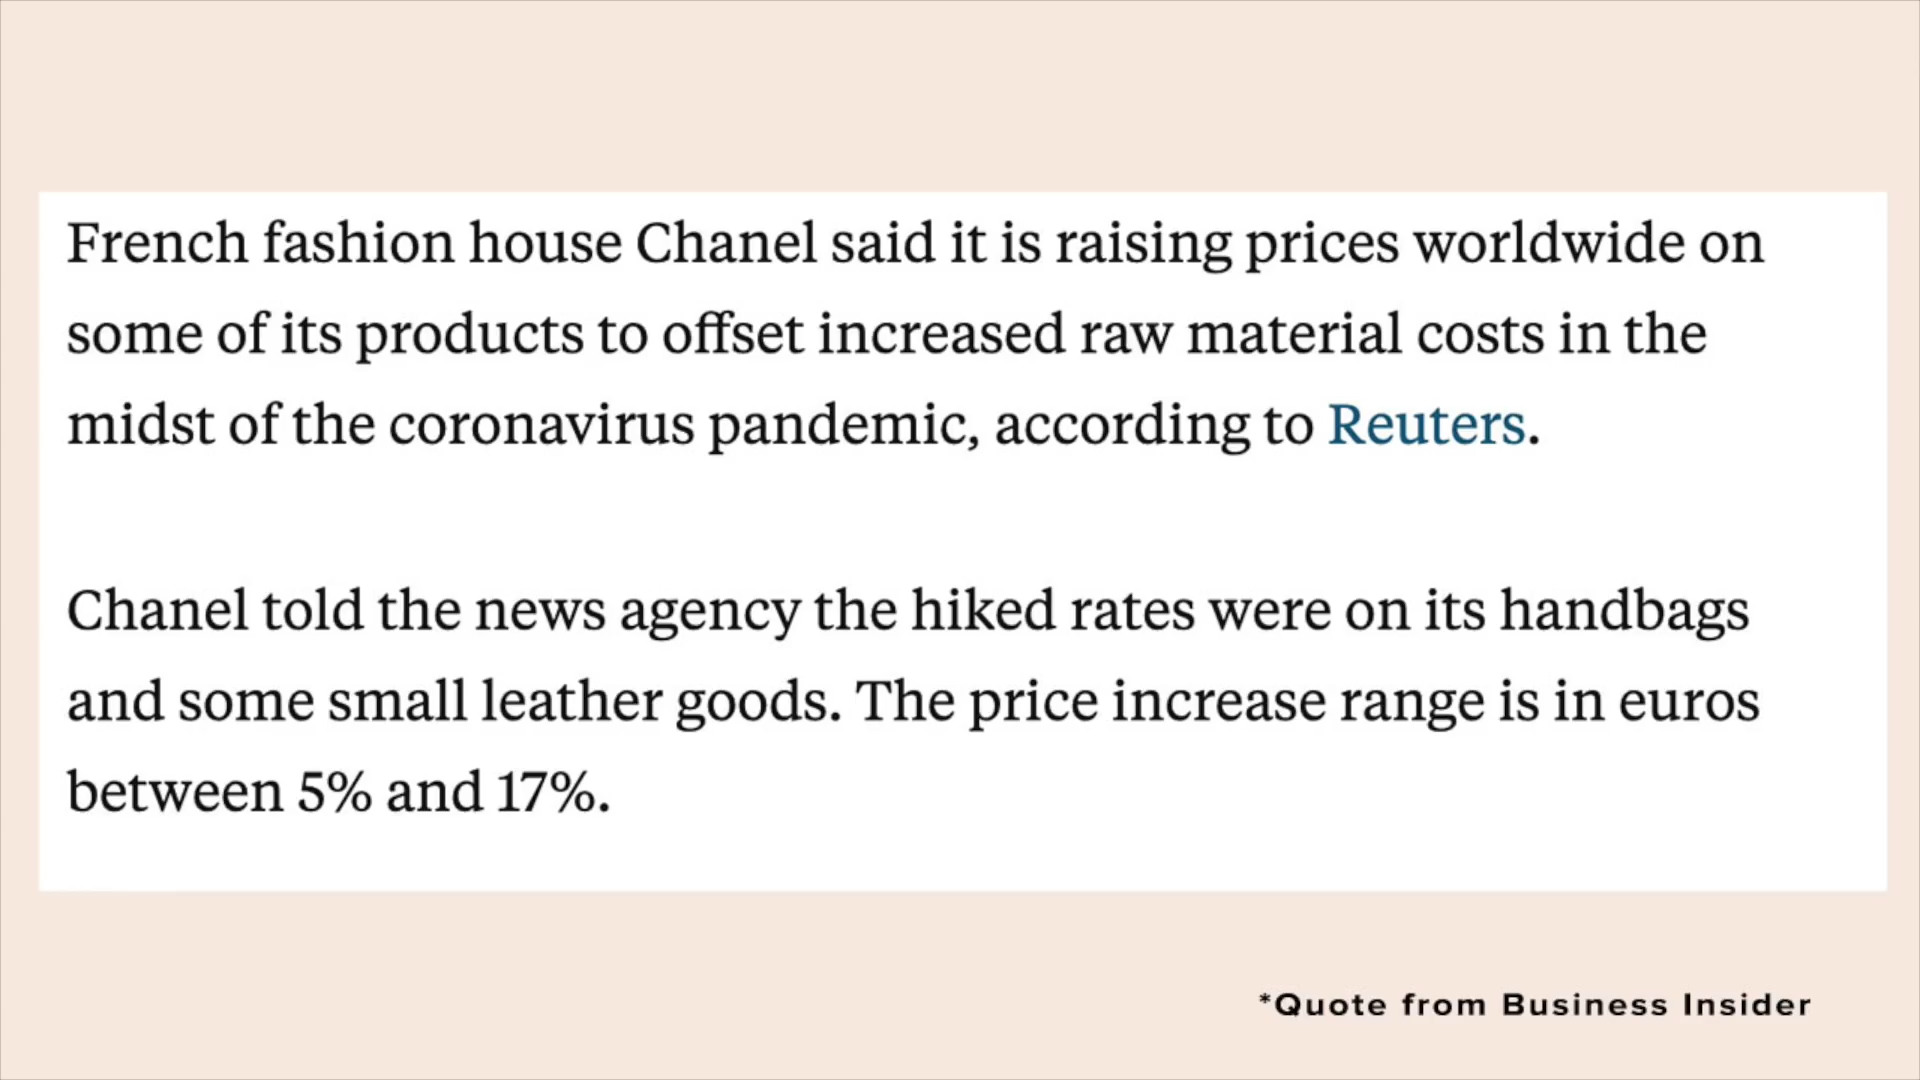 French fashion house Chanel said it is raising prices worldwide on
some of its products to offset increased raw material costs in the
midst of the coronavirus pandemic, according to Reuters.
Chanel told the news agency the hiked rates were on its handbags
and some small leather goods. The price increase range is in euros
between 5% and 17%.
*Quote from Business Insider